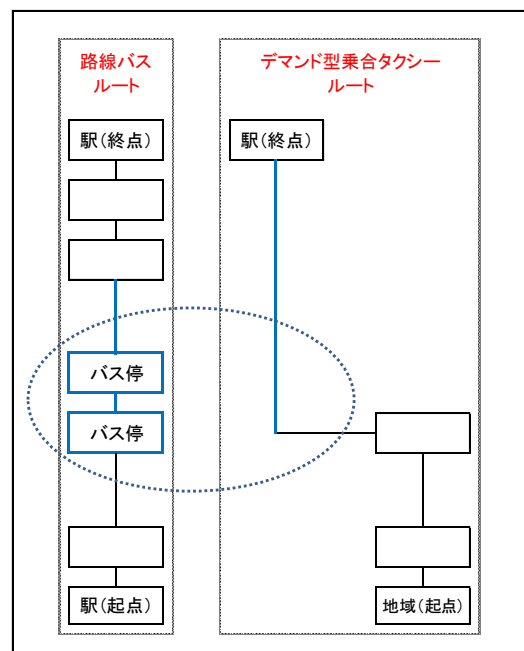 路線バス
ルート
デマンド型乗合タクシー
ルート
駅（終点）
駅（終点）
バス停
バス停
駅（起点）
地域（起点）